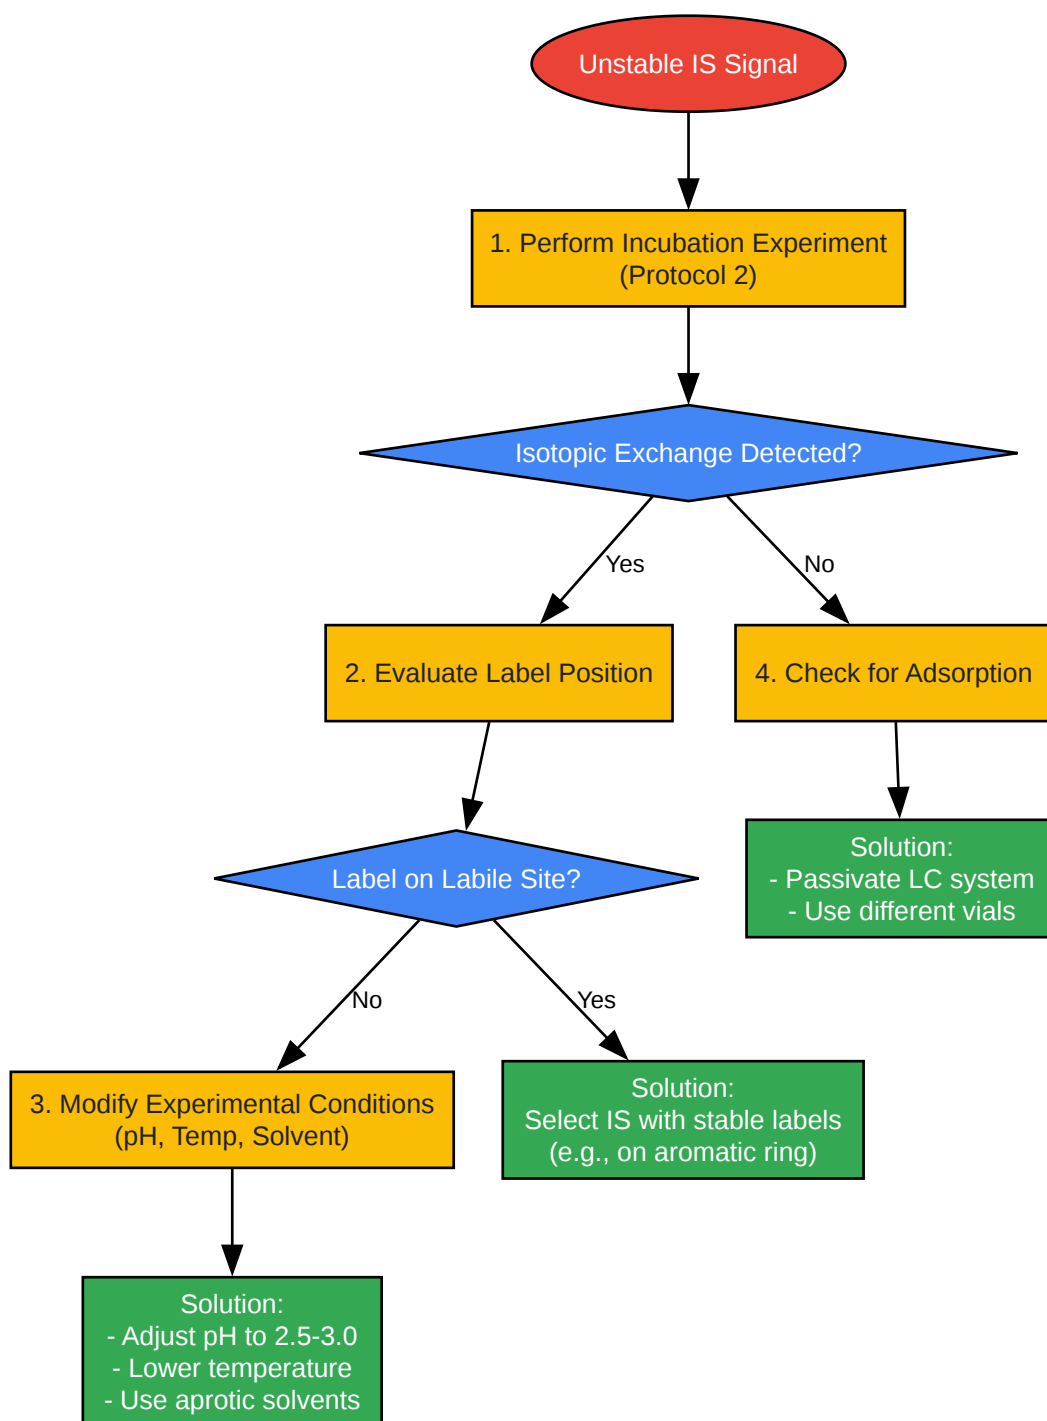 Unstable IS Signal
1. Perform Incubation Experiment
(Protocol 2)
Isotopic Exchange Detected?
Yes
No
2. Evaluate Label Position
4. Check for Adsorption
Solution:
- Passivate LC system
- Use different vials
Label on Labile Site?
No
Yes
3. Modify Experimental Conditions
(pH, Temp, Solvent)
Solution:
Select IS with stable labels
(e.g., on aromatic ring)
Solution:
- Adjust pH to 2.5-3.0
- Lower temperature
- Use aprotic solvents